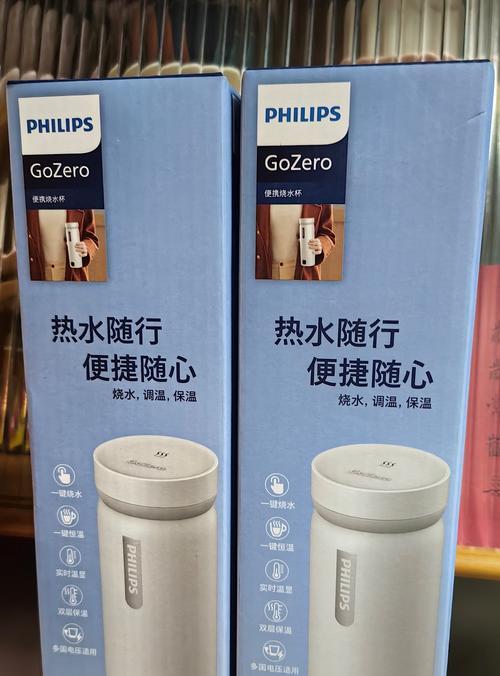 PHILIPS
GoZero
便携烧水杯
热水随行
便捷随心
烧水,调温,保温
GoZero
一键烧水
一键恒温
实时温显
双层保温
多国电压适用
PHILIPS
PHILIPS
GoZero
便携烧水杯
热水随行
便捷随心
烧水,调温,保温
GoZero
一键烧水
一键恒温
实时温显
双层保温
多国电压适用
PHILIPS